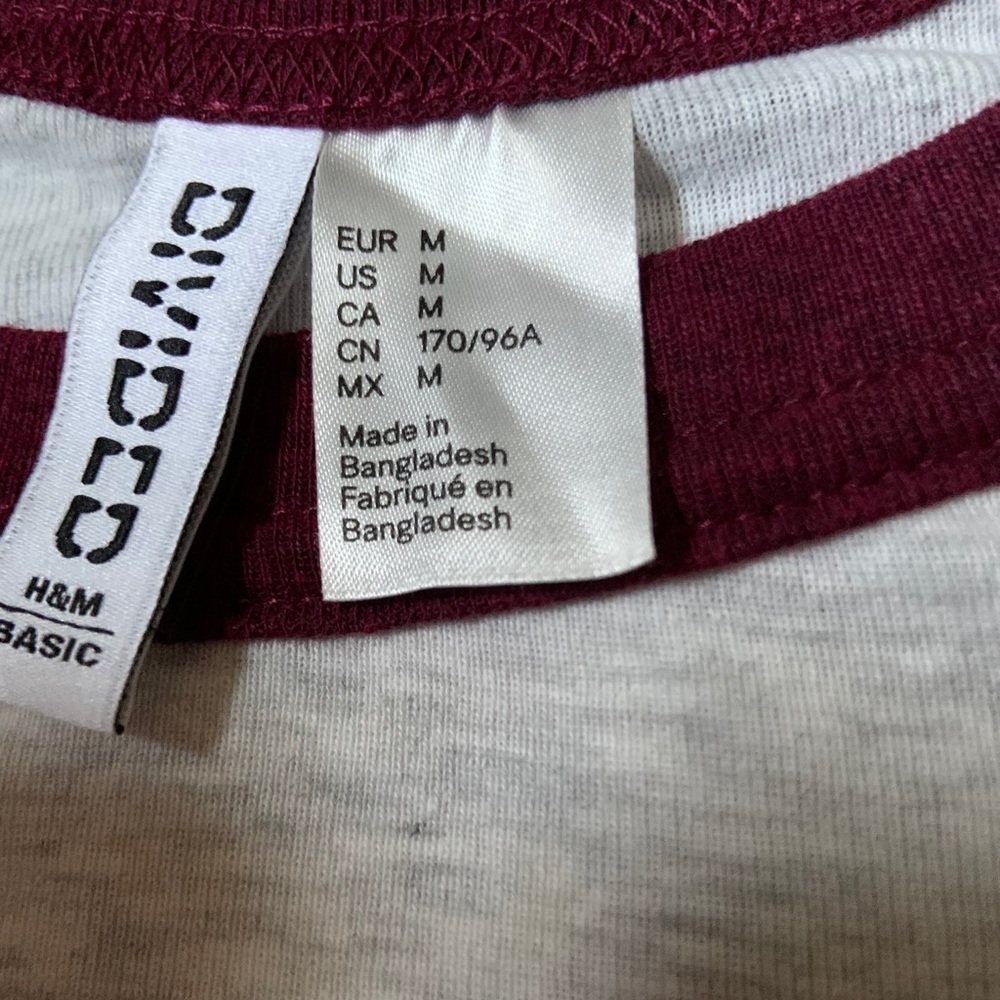 DIVIDED
H&M
BASIC
EUR M
US M
CA M
CN 170/96A
MX M
Made in
Bangladesh
Fabriqué en
Bangladesh